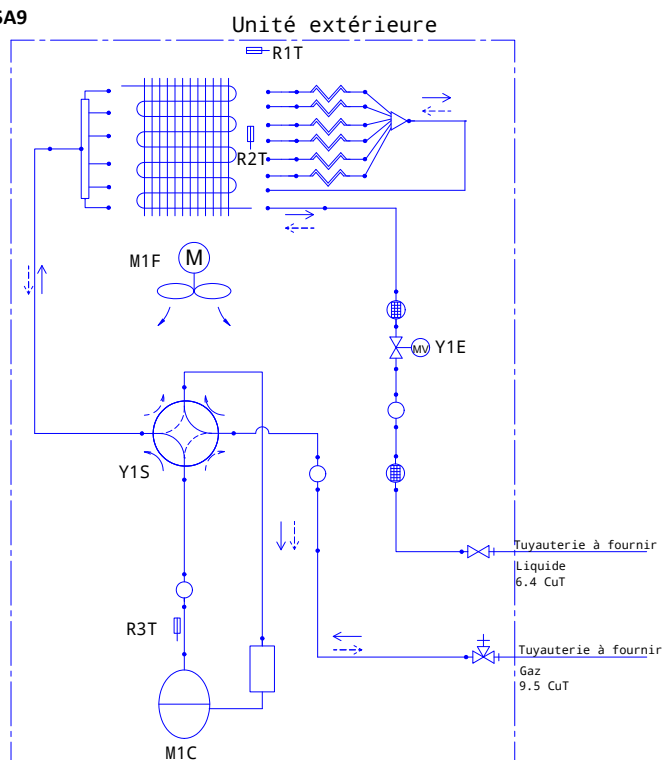 5A9
Unité extérieure
R1T
R2T
M1F
M
MV
Y1E
Y1S
Tuyauterie à fournir
Liquide
6.4 CuT
R3T
Tuyauterie à fournir
Gaz
9.5 CuT
M1C